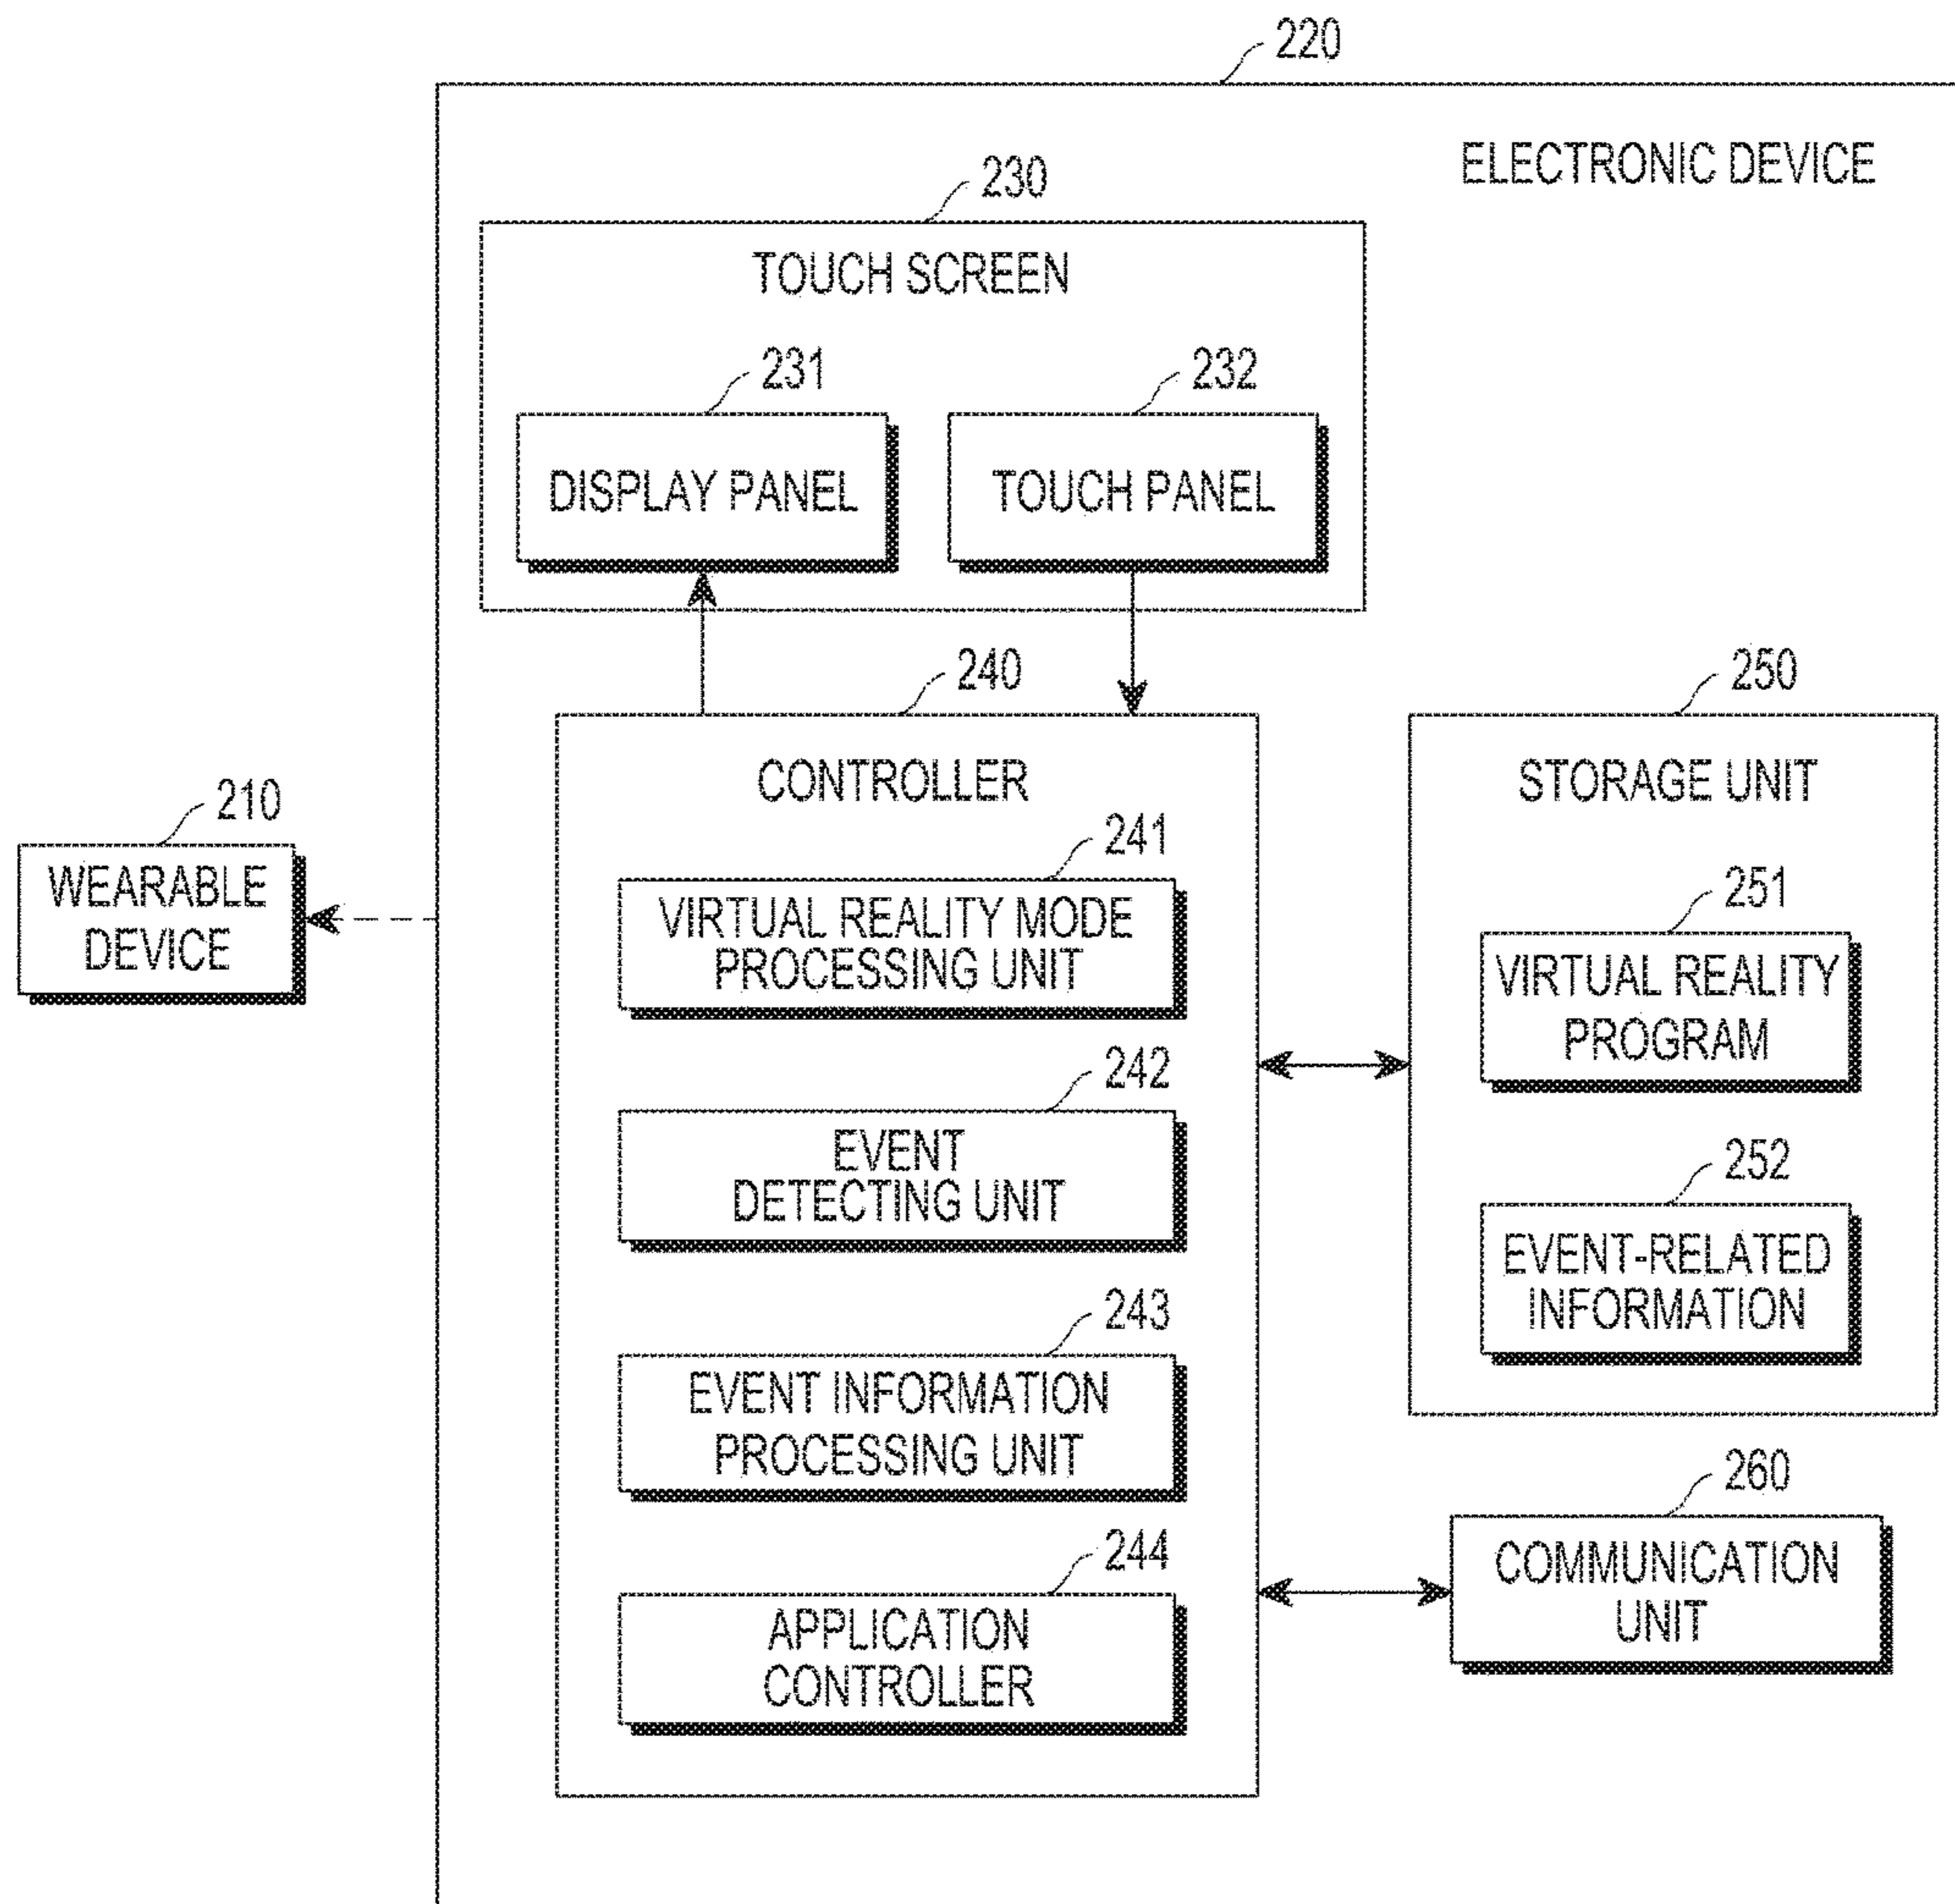 220
ELECTRONIC DEVICE
230
TOUCH SCREEN
231
232
DISPLAY PANEL
TOUCH PANEL
240
250
CONTROLLER
STORAGE UNIT
210
WEARABLE
DEVICE
241
VIRTUAL REALITY MODE
PROCESSING UNIT
251
VIRTUAL REALITY
PROGRAM
242
EVENT
DETECTING UNIT
252
EVENT-RELATED
INFORMATION
243
EVENT INFORMATION
PROCESSING UNIT
260
COMMUNICATION
UNIT
244
APPLICATION
CONTROLLER